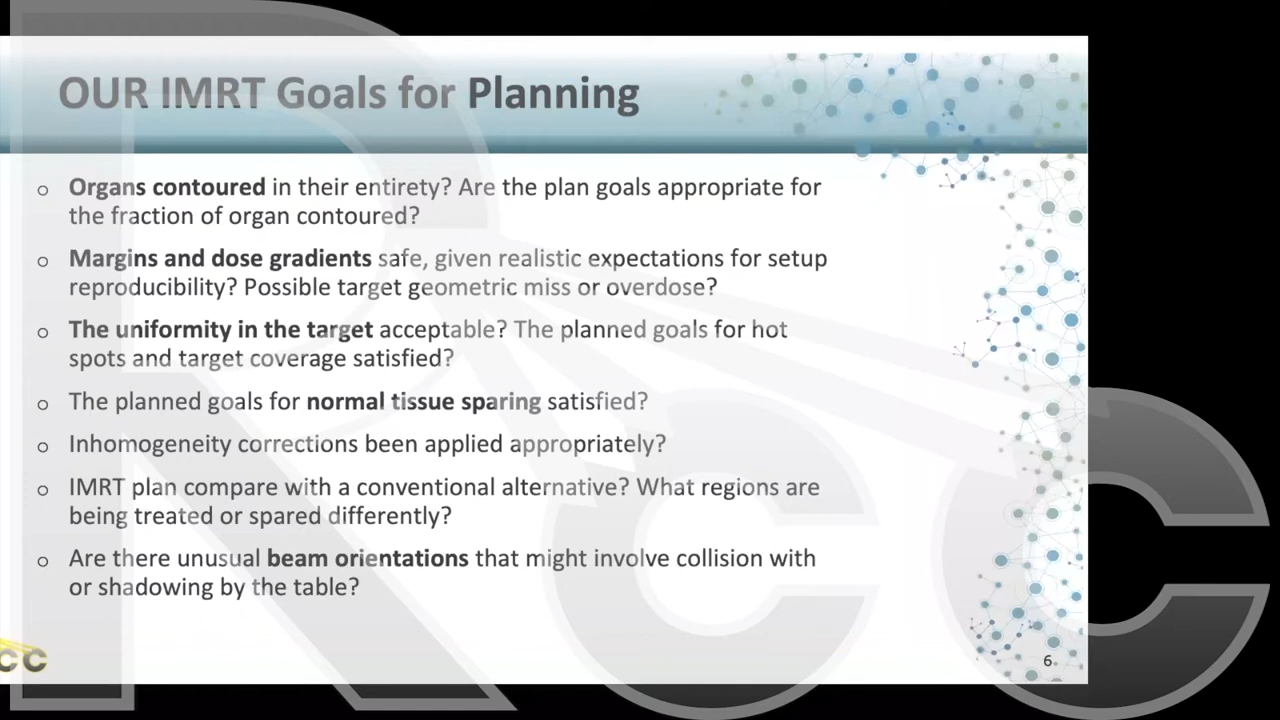 OUR IMRT Goals for Planning
o Organs contoured in their entirety? Are the plan goals appropriate for
the fraction of organ contoured?
o Margins and dose gradients safe, given realistic expectations for setup
reproducibility? Possible target geometric miss or overdose?
o The uniformity in the target acceptable? The planned goals for hot
spots and target coverage satisfied?
o The planned goals for normal tissue sparing satisfied?
o Inhomogeneity corrections been applied appropriately?
o IMRT plan compare with a conventional alternative? What regions are
being treated or spared differently?
o Are there unusual beam orientations that might involve collision with
or shadowing by the table?
CC
6
RCC